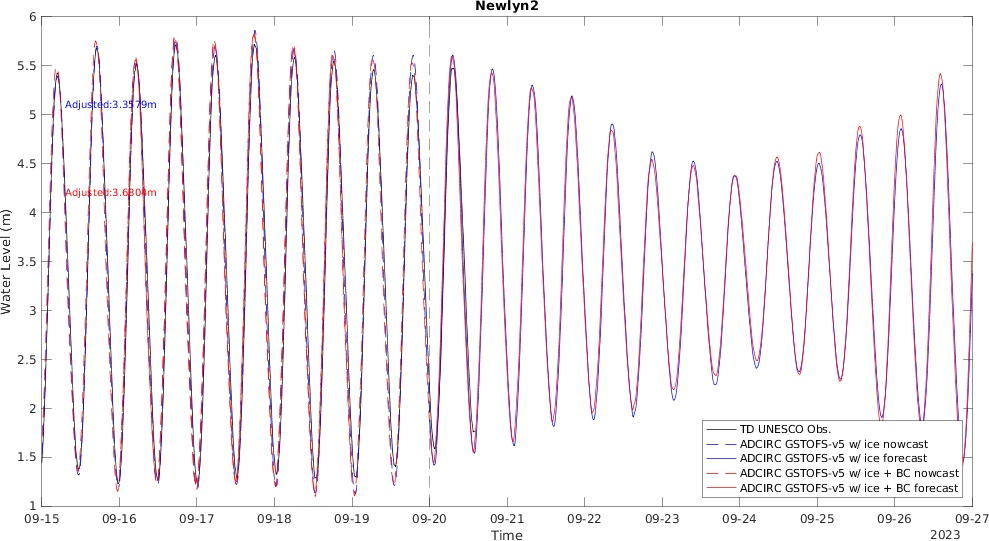 Newlyn2
6
5.5
5
4.5
4
3.5
3
2.5
2
1.5
1
Water Level (m)
Adjusted:3.3579m
Adjusted:3.6304m
TD UNESCO Obs.
ADCIRC GSTOFS-v5 w/ ice nowcast
ADCIRC GSTOFS-v5 w/ ice forecast
ADCIRC GSTOFS-v5 w/ ice + BC nowcast
ADCIRC GSTOFS-v5 w/ ice + BC forecast
09-15 09-16 09-17 09-18 09-19 09-20 09-21 09-22 09-23 09-24 09-25 09-26 09-27
Time
2023